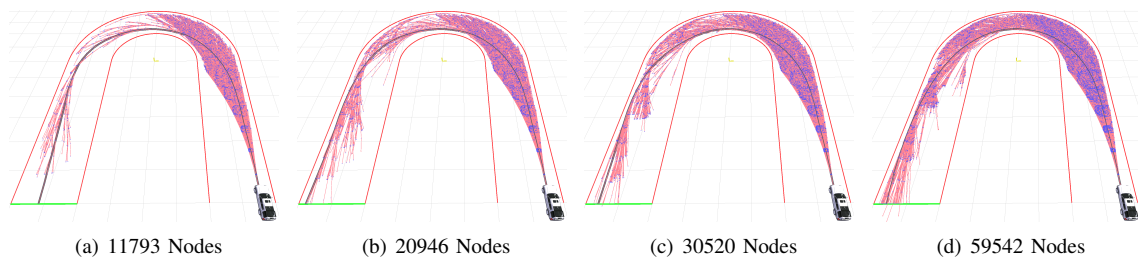 (a) 11793 Nodes
(b) 20946 Nodes
(c) 30520 Nodes
(d) 59542 Nodes